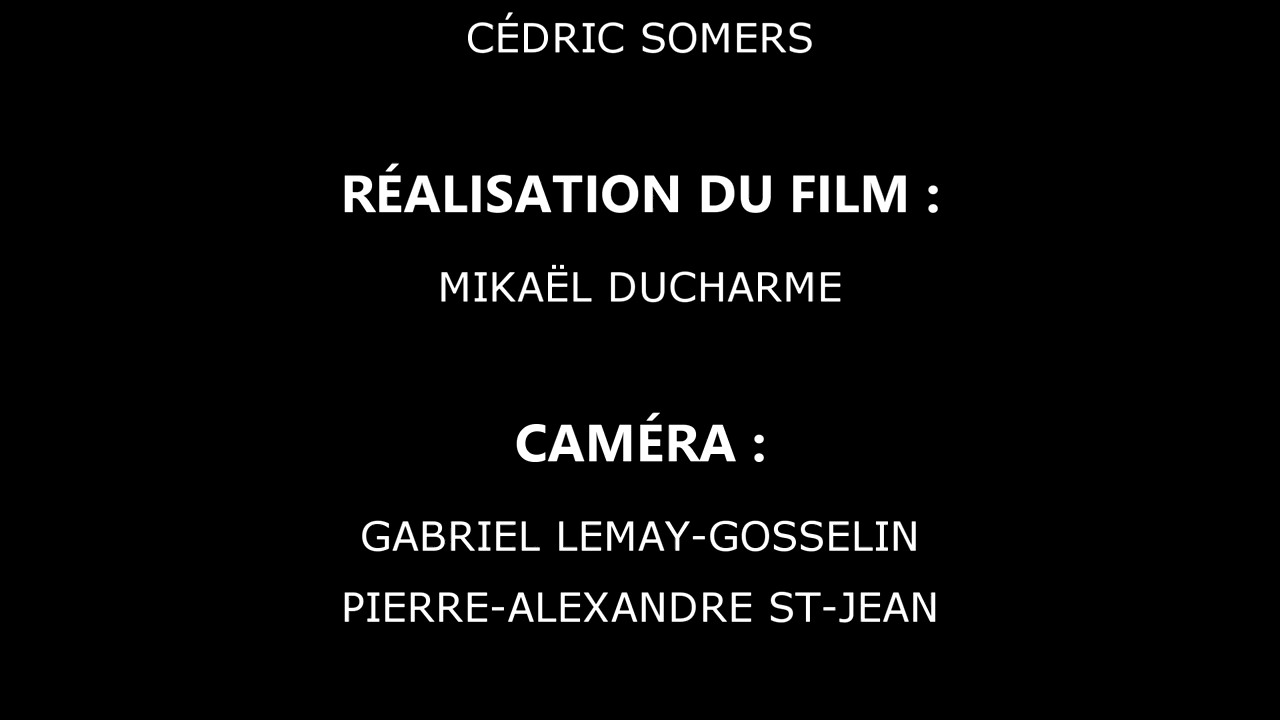 CÉDRIC SOMERS
RÉALISATION DU FILM :
MIKAËL DUCHARME
CAMÉRA :
GABRIEL LEMAY-GOSSELIN
PIERRE-ALEXANDRE ST-JEAN